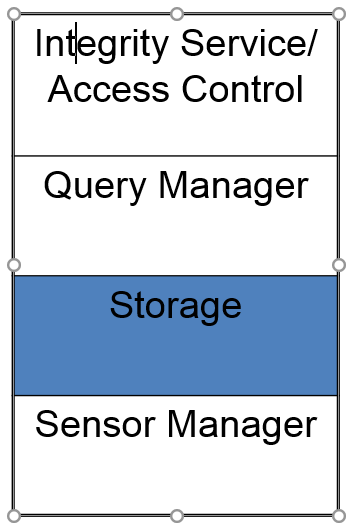 Integrity Service/
Access Control
Query Manager
Storage
Sensor Manager